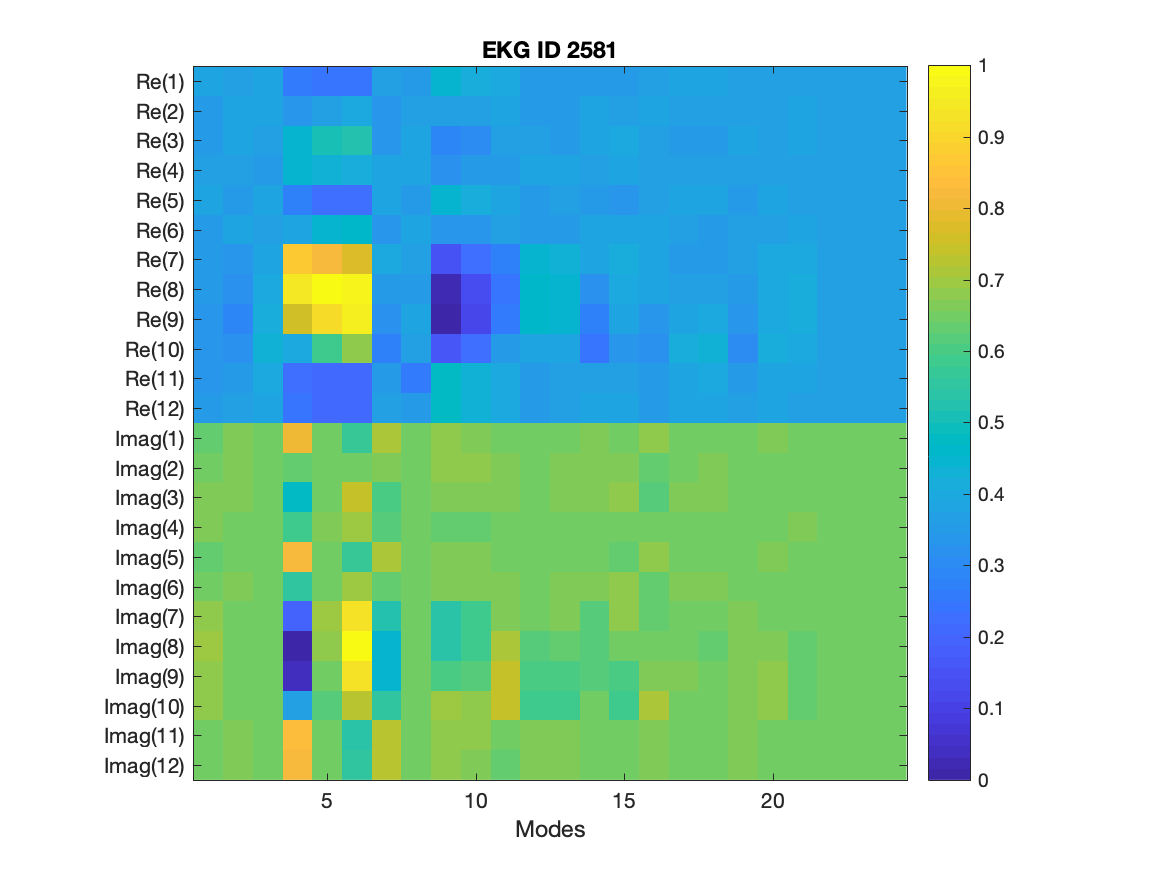 EKG ID 2581
Re(1)
Re(2)
Re(3)
Re(4)
Re(5)
Re(6)
Re(7)
Re(8)
Re(9)
Re(10)
Re(11)
Re(12)
Imag(1)
Imag(2)
Imag(3)
Imag(4)
Imag(5)
Imag(6)
Imag(7)
Imag(8)
Imag(9)
Imag(10)
Imag(11)
Imag(12)
5 10 15 20
Modes
1
0.9
0.8
0.7
0.6
0.5
0.4
0.3
0.2
0.1
0